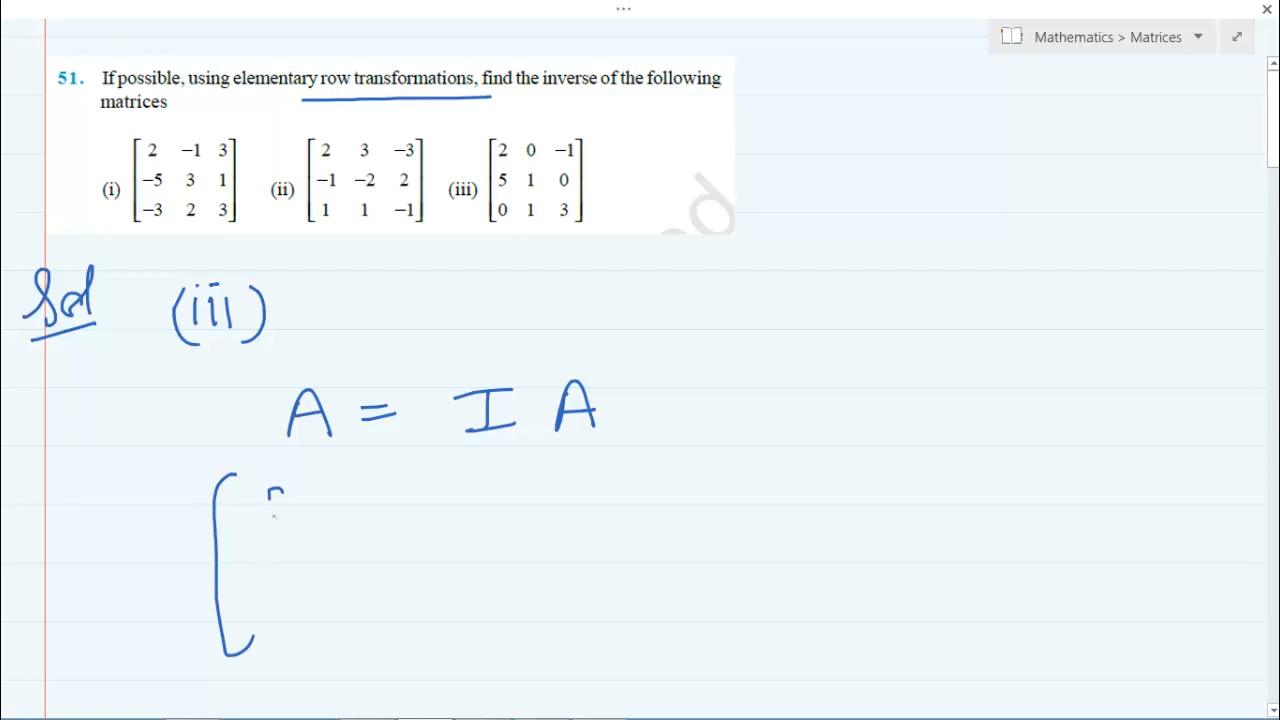 Mathematics > Matrices
51. If possible, using elementary row transformations, find the inverse of the following
matrices
(i) [2 −1 3
−5 3 1
−3 2 3]
(ii) [2 3 −3
−1 −2 2
1 1 −1]
(iii) [2 0 −1
5 1 0
0 1 3]
Sol (iii)
A = I A
[